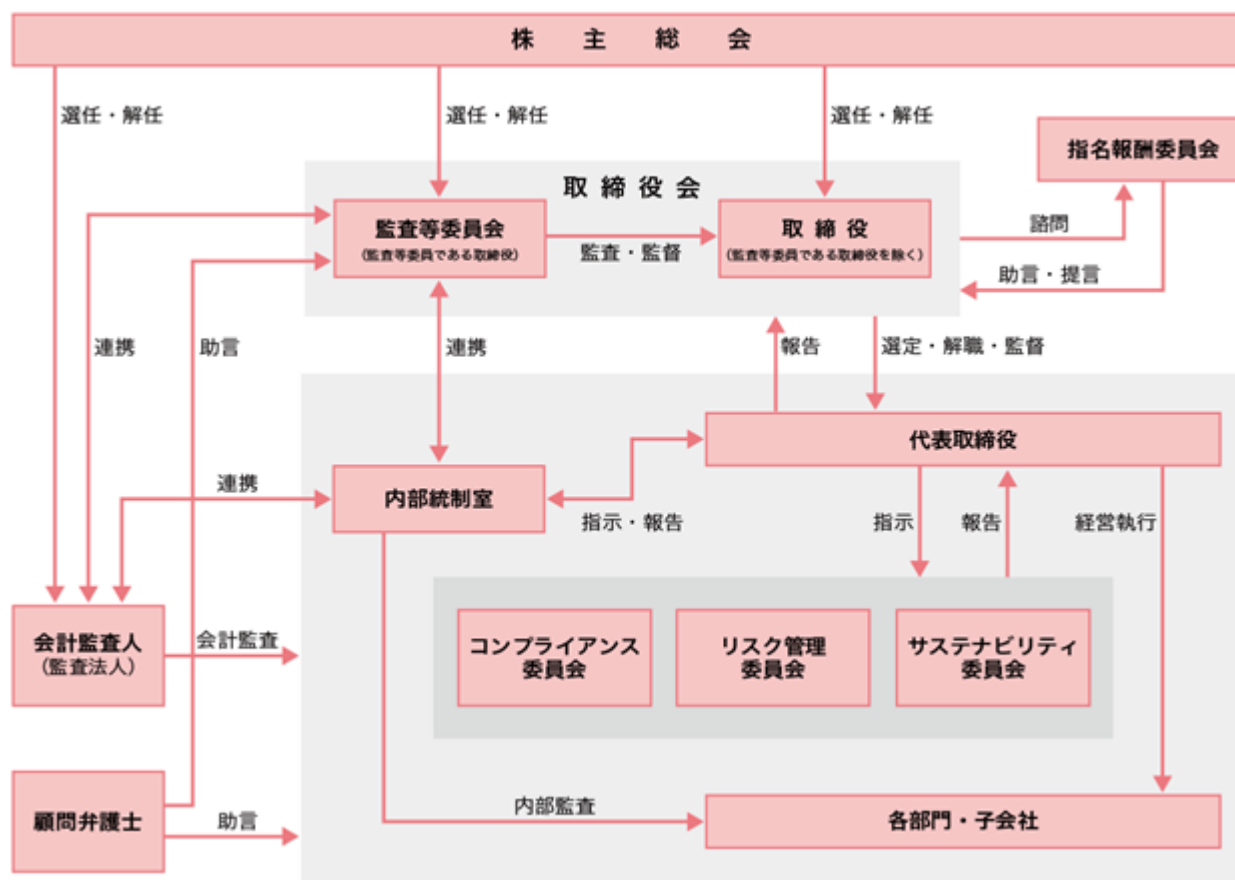 株主総会
選任・解任
選任・解任
選任・解任
指名報酬委員会
取締役会
監査等委員会
(監査等委員である取締役)
監査・監督
取締役
(監査等委員である取締役を除く)
諮問
助言・提言
連携
助言
連携
報告
選定・解職・監督
代表取締役
連携
内部統制室
指示・報告
指示
報告
経営執行
会計監査人
(監査法人)
会計監査
コンプライアンス
委員会
リスク管理
委員会
サステナビリティ
委員会
顧問弁護士
助言
内部監査
各部門・子会社